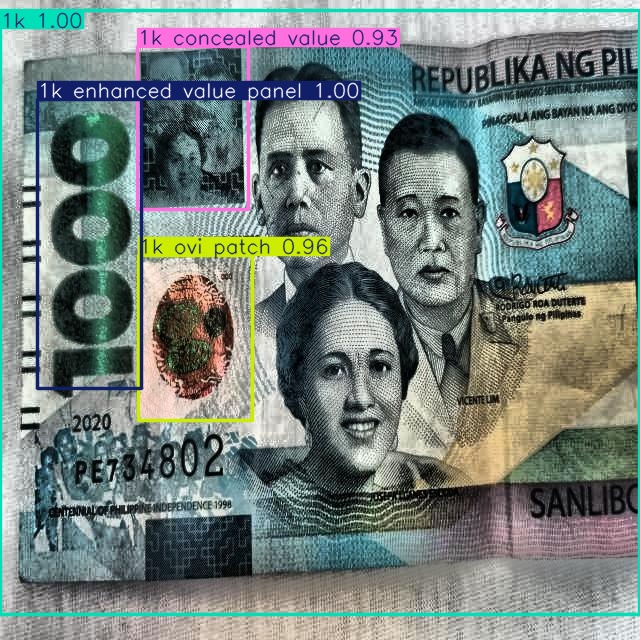 1k 1.00
1k concealed value 0.93
1k enhanced value panel 1.00
REPUBLIKA NG PIL
PINAGPALA ANG BAYAN NA ANG DIYO
1000
1k ovi patch 0.96
RODRIGO ROA DUTERTE
Pangulo ng Pilipinas
VICENTE LIM
2020
PE734802
CENTENNIAL OF PHILIPPINE INDEPENDENCE 1998
SANLIBO